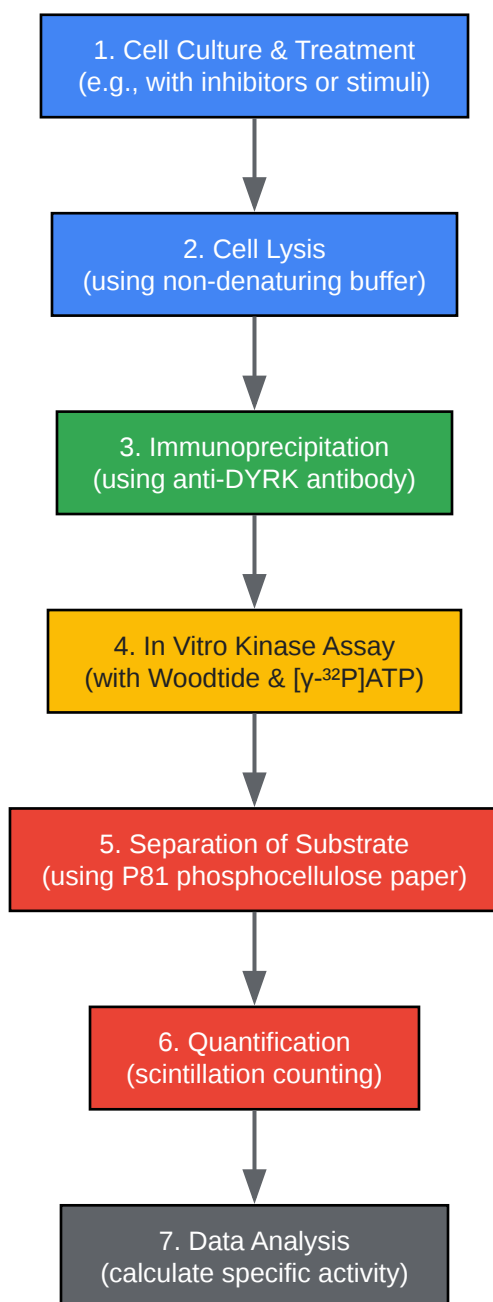 1. Cell Culture & Treatment
(e.g., with inhibitors or stimuli)
2. Cell Lysis
(using non-denaturing buffer)
3. Immunoprecipitation
(using anti-DYRK antibody)
4. In Vitro Kinase Assay
(with Woodtide & [γ-³²P]ATP)
5. Separation of Substrate
(using P81 phosphocellulose paper)
6. Quantification
(scintillation counting)
7. Data Analysis
(calculate specific activity)